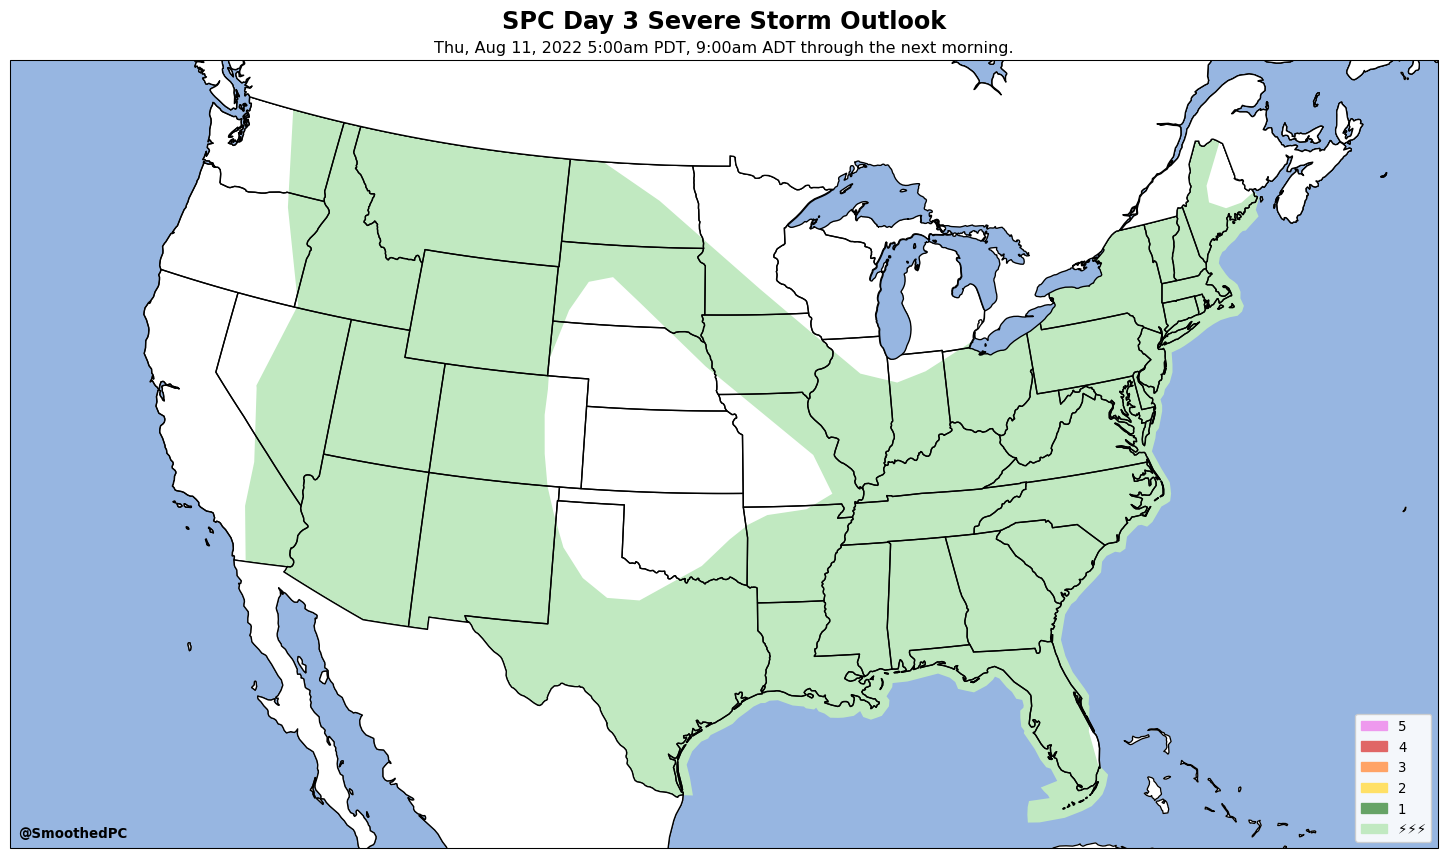 SPC Day 3 Severe Storm Outlook
Thu, Aug 11, 2022 5:00am PDT, 9:00am ADT through the next morning.
5
4
3
2
1
⚡⚡⚡
@SmoothedPC